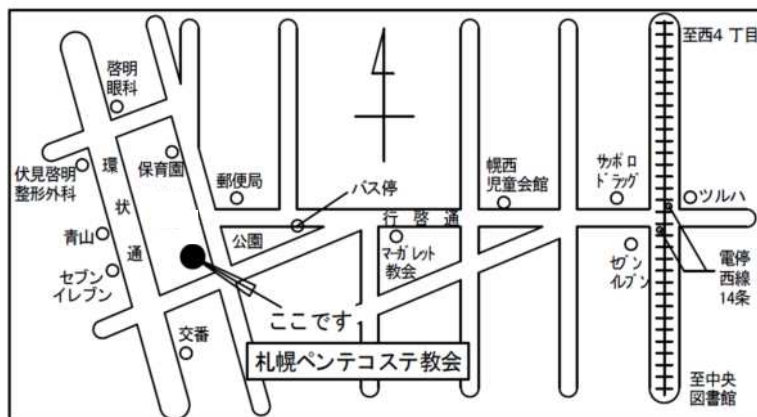 至西4 丁目
啓明
眼科
伏見啓明
整形外科
環
状
通
保育園
郵便局
バス停
幌西
児童会館
サッポロ
ドラッグ
ツルハ
行 啓 通
青山
公園
マーガレット
教会
セブン
イレブン
セブン
イレブン
電停
西線
14条
ここです
交番
札幌ペンテコステ教会
至中央
図書館